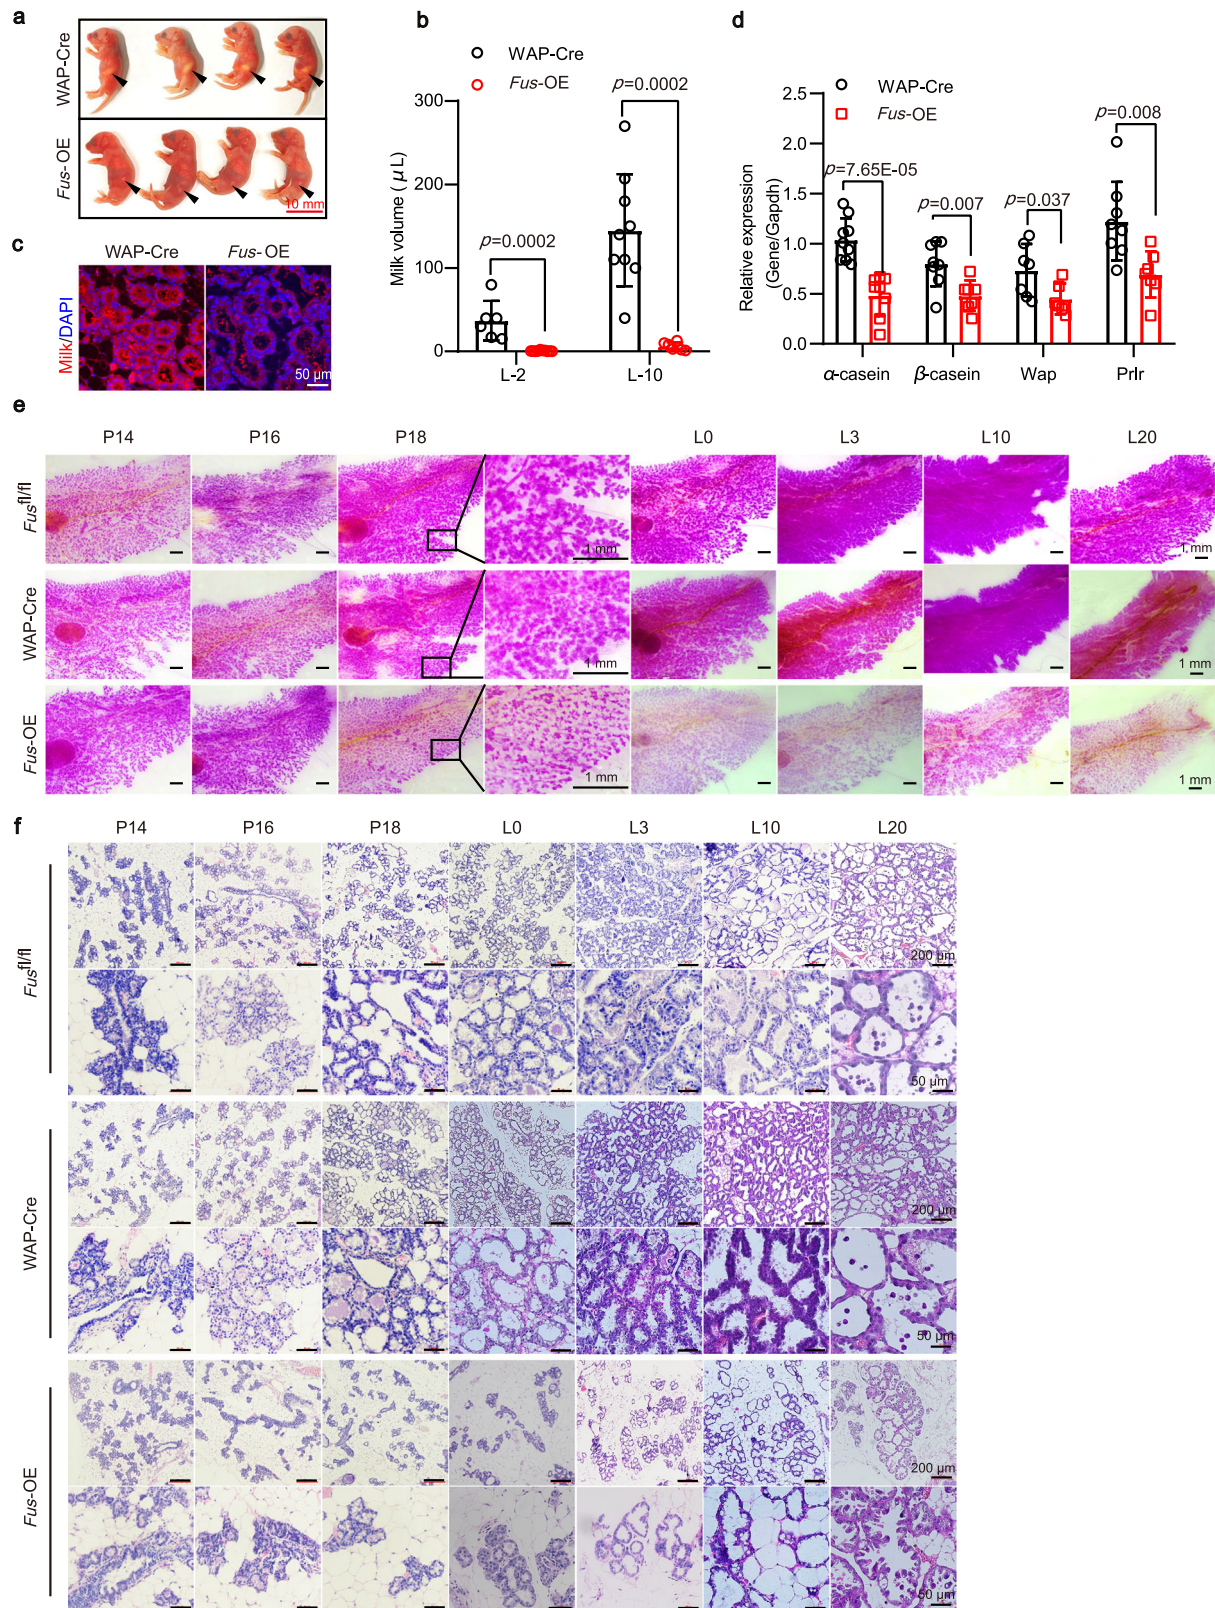 a
WAP-Cre
Fus-OE
10 mm
b
WAP-Cre
Fus-OE
p=0.0002
p=0.0002
Milk volume (μL)
300
200
100
0
L-2
L-10
c
WAP-Cre
Fus-OE
Milk/DAPI
50 μm
d
WAP-Cre
Fus-OE
p=7.65E-05
p=0.007
p=0.037
p=0.008
Relative expression
(Gene/Gapdh)
2.5
2.0
1.5
1.0
0.5
0.0
α-casein
β-casein
Wap
Prlr
e
P14
P16
P18
L0
L3
L10
L20
Fusfl/fl
1 mm
1 mm
WAP-Cre
1 mm
1 mm
Fus-OE
1 mm
1 mm
f
P14
P16
P18
L0
L3
L10
L20
Fusfl/fl
200 μm
50 μm
WAP-Cre
200 μm
50 μm
Fus-OE
200 μm
50 μm